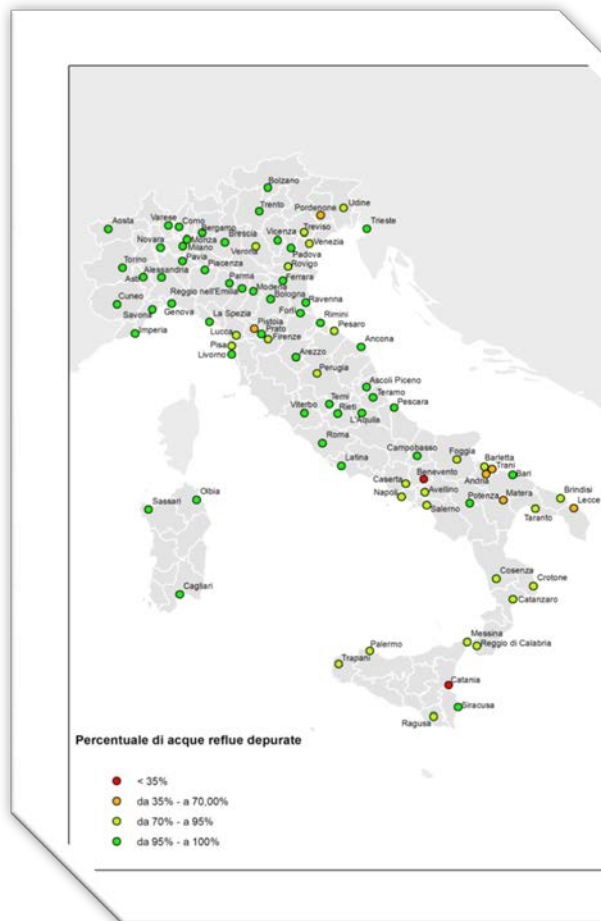 Bolzano
Trento
Pordenone
Udine
Aosta
Varese
Como
Bergamo
Brescia
Vicenza
Treviso
Trieste
Novara
Monza
Milano
Verona
Venezia
Padova
Torino
Pavia
Piacenza
Rovigo
Asti
Alessandria
Parma
Ferrara
Cuneo
Reggio nell'Emilia
Modena
Bologna
Ravenna
Savona
Genova
La Spezia
Forlì
Rimini
Imperia
Lucca
Pistoia
Prato
Firenze
Pesaro
Pisa
Livorno
Arezzo
Ancona
Perugia
Ascoli Piceno
Teramo
Viterbo
Terni
Rieti
L'Aquila
Pescara
Roma
Latina
Campobasso
Foggia
Barletta
Trani
Bari
Caserta
Benevento
Andria
Napoli
Avellino
Salerno
Potenza
Matera
Brindisi
Lecce
Taranto
Sassari
Olbia
Cagliari
Cosenza
Crotone
Catanzaro
Messina
Reggio di Calabria
Palermo
Trapani
Catania
Siracusa
Ragusa
Percentuale di acque reflue depurate
< 35%
da 35% - a 70,00%
da 70% - a 95%
da 95% - a 100%